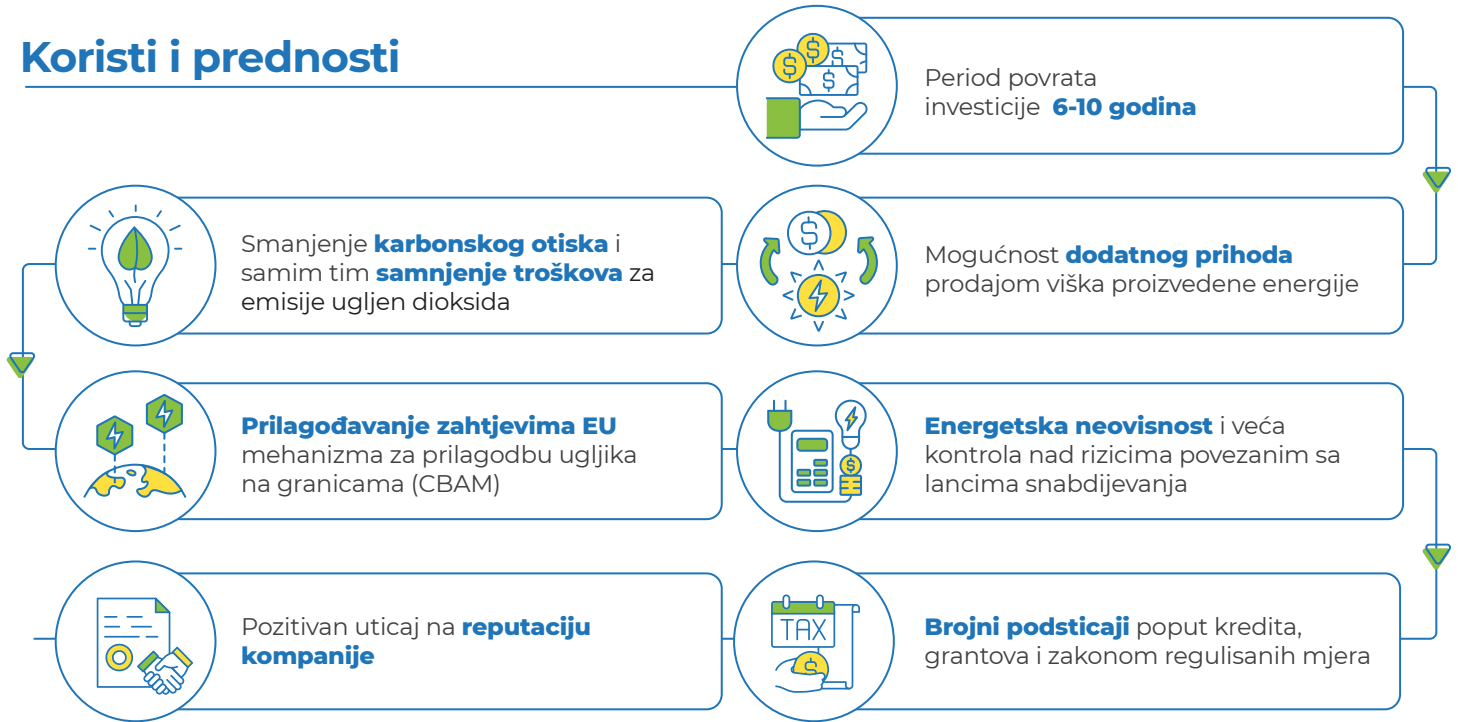 Koristi i prednosti
Period povrata
investicije 6-10 godina
Mogućnost dodatnog prihoda
prodajom viška proizvedene energije
Smanjenje karbonskog otiska i
samim tim samnjenje troškova za
emisije ugljen dioksida
Prilagođavanje zahtjevima EU
mehanizma za prilagodbu ugljika
na granicama (CBAM)
Energetska neovisnost i veća
kontrola nad rizicima povezanim sa
lancima snabdijevanja
TAX
Brojni podsticaji poput kredita,
grantova i zakonom regulisanih mjera
Pozitivan uticaj na reputaciju
kompanije